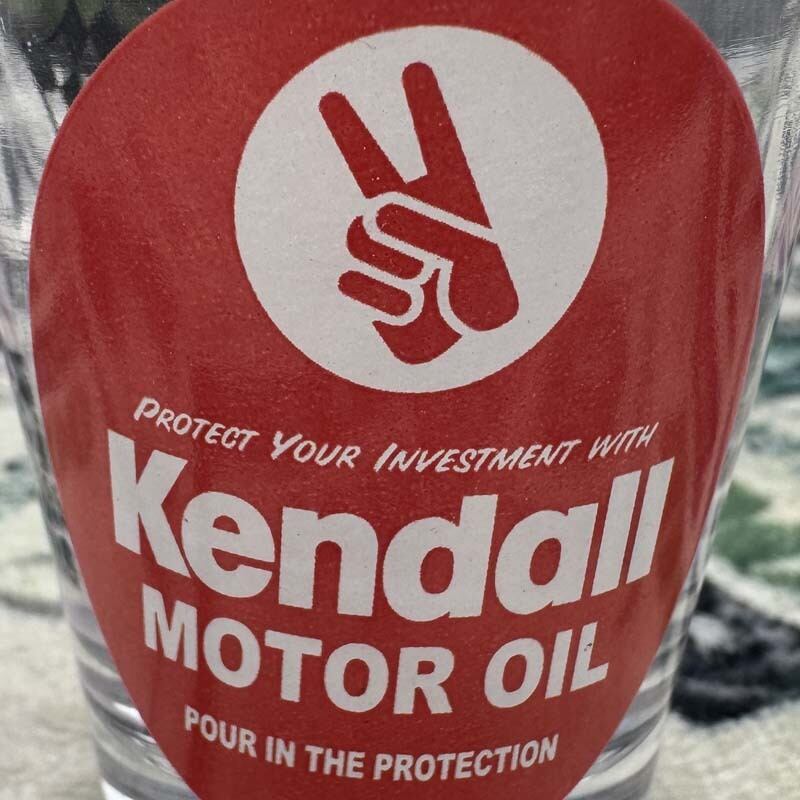 PROTECT YOUR INVESTMENT WITH
Kendall
MOTOR OIL
POUR IN THE PROTECTION